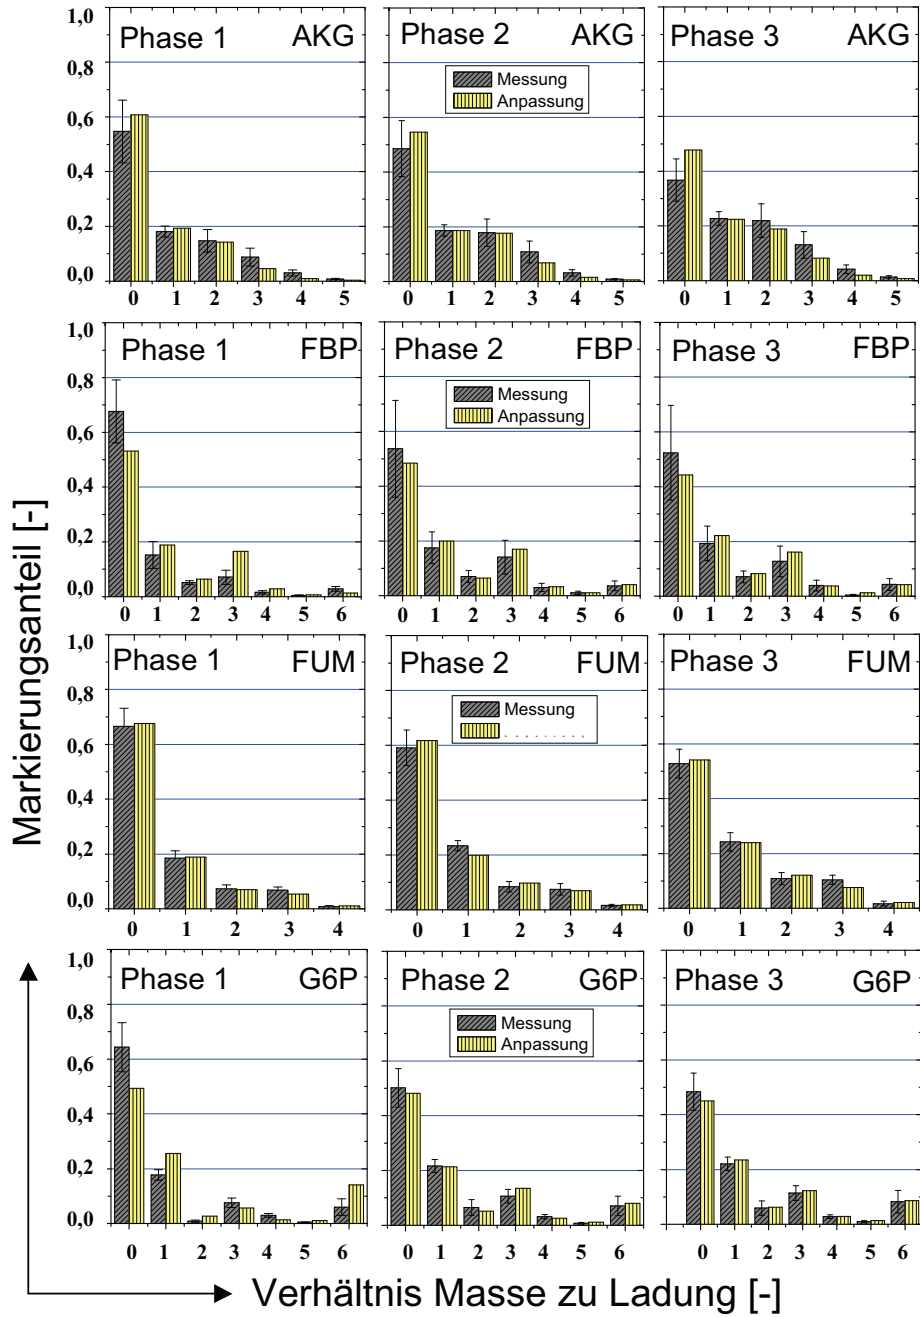 1,0
0,8
0,6
0,4
0,2
0,0
Phase 1 AKG
0 1 2 3 4 5
Phase 2 AKG
Messung
Anpassung
0 1 2 3 4 5
Phase 3 AKG
0 1 2 3 4 5
1,0
0,8
0,6
0,4
0,2
0,0
Phase 1 FBP
0 1 2 3 4 5 6
Phase 2 FBP
Messung
Anpassung
0 1 2 3 4 5 6
Phase 3 FBP
0 1 2 3 4 5 6
Markierungsanteil [-]
1,0
0,8
0,6
0,4
0,2
0,0
Phase 1 FUM
0 1 2 3 4
Phase 2 FUM
Messung
0 1 2 3 4
Phase 3 FUM
0 1 2 3 4
1,0
0,8
0,6
0,4
0,2
0,0
Phase 1 G6P
0 1 2 3 4 5 6
Phase 2 G6P
Messung
Anpassung
0 1 2 3 4 5 6
Phase 3 G6P
0 1 2 3 4 5 6
Verhältnis Masse zu Ladung [-]